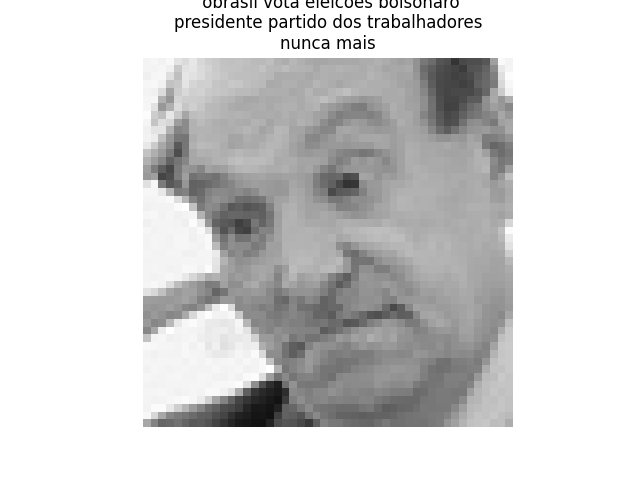 obrasil vota eleicoes bolsonaro
presidente partido dos trabalhadores
nunca mais